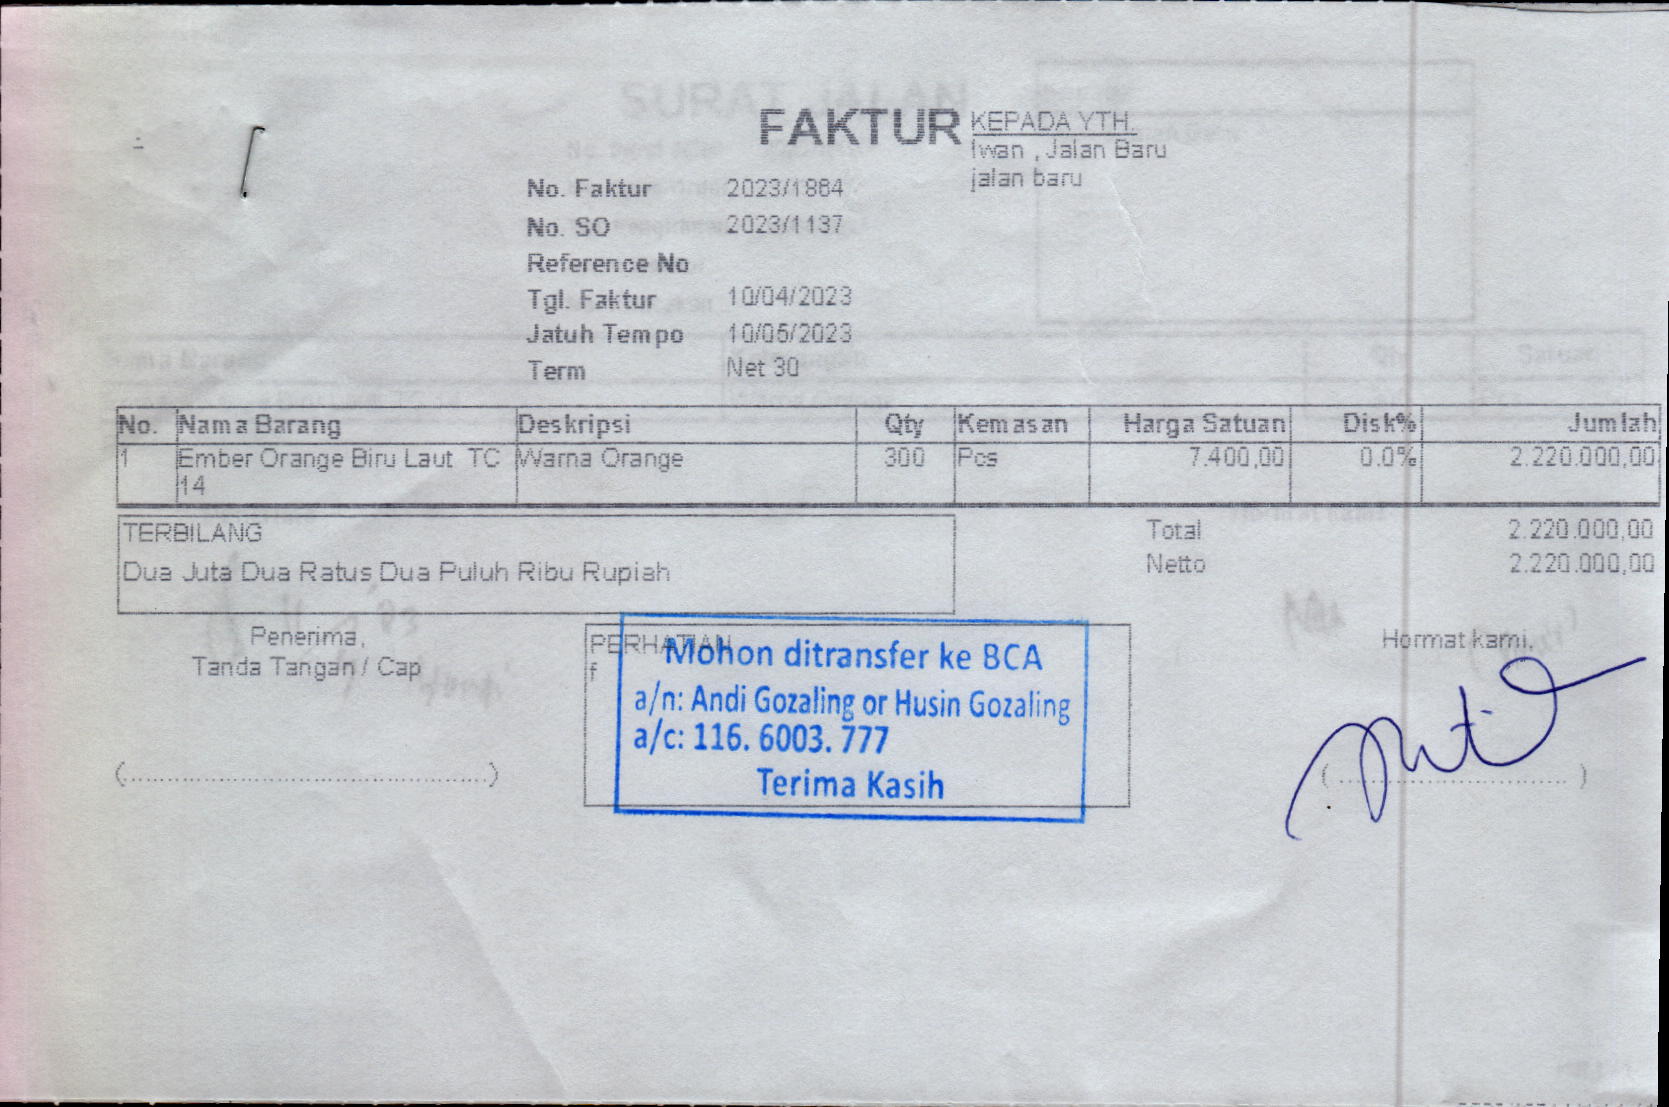 FAKTUR
KEPADA YTH.
Iwan , Jalan Baru
jalan baru
No. Faktur 2023/1884
No. SO 2023/1137
Reference No
Tgl. Faktur 10/04/2023
Jatuh Tempo 10/05/2023
Term Net 30
No. Nama Barang Deskripsi Qty Kemasan Harga Satuan Disk% Jumlah
1 Ember Orange Biru Laut TC Warna Orange 300 Pcs 7.400,00 0.0% 2.220.000,00
14
TERBILANG
Dua Juta Dua Ratus Dua Puluh Ribu Rupiah
Total 2.220.000,00
Netto 2.220.000,00
Penerima,
Tanda Tangan / Cap
(................................................)
PERHATIAN
f
Mohon ditransfer ke BCA
a/n: Andi Gozaling or Husin Gozaling
a/c: 116. 6003. 777
Terima Kasih
Hormat kami,
(................................)
SURAT JALAN